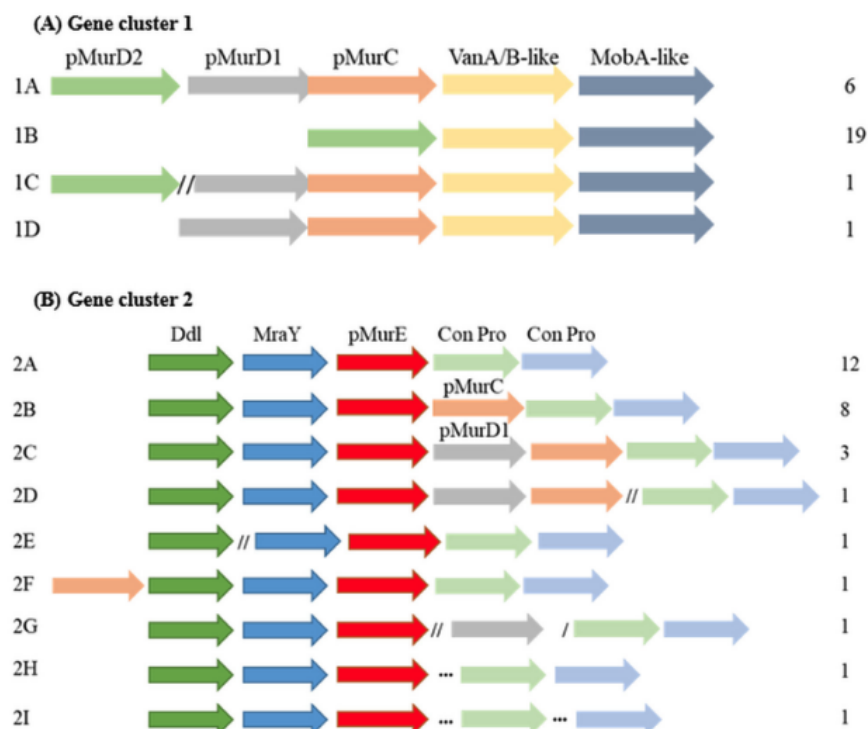 (A) Gene cluster 1
pMurD2 pMurD1 pMurC VanA/B-like MobA-like
1A 6
1B 19
1C // 1
1D 1
(B) Gene cluster 2
Ddl MraY pMurE Con Pro Con Pro
2A 12
pMurC
2B 8
pMurD1
2C 3
2D // 1
2E // 1
2F 1
2G // / 1
2H ... 1
2I ... ... 1